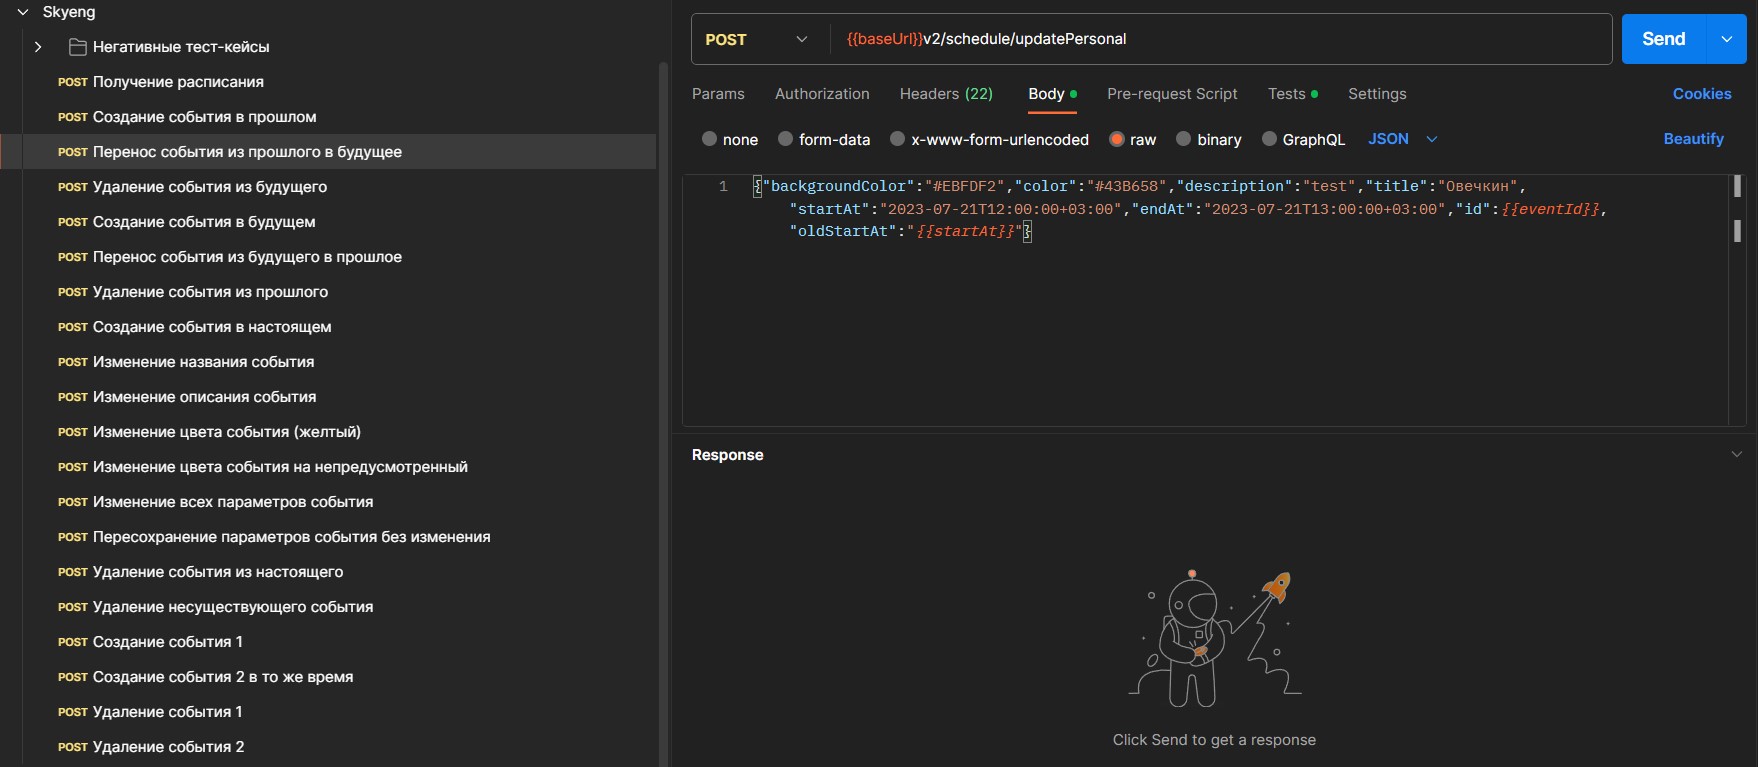 Skyeng
Негативные тест-кейсы
POST Получение расписания
POST Создание события в прошлом
POST Перенос события из прошлого в будущее
POST Удаление события из будущего
POST Создание события в будущем
POST Перенос события из будущего в прошлое
POST Удаление события из прошлого
POST Создание события в настоящем
POST Изменение названия события
POST Изменение описания события
POST Изменение цвета события (желтый)
POST Изменение цвета события на непредусмотренный
POST Изменение всех параметров события
POST Пересохранение параметров события без изменения
POST Удаление события из настоящего
POST Удаление несуществующего события
POST Создание события 1
POST Создание события 2 в то же время
POST Удаление события 1
POST Удаление события 2
POST {{baseUrl}}v2/schedule/updatePersonal Send
Params Authorization Headers (22) Body Pre-request Script Tests Settings Cookies
none form-data x-www-form-urlencoded raw binary GraphQL JSON Beautify
1 {"backgroundColor":"#EBFDF2","color":"#43B658","description":"test","title":"Овечкин",
"startAt":"2023-07-21T12:00:00+03:00","endAt":"2023-07-21T13:00:00+03:00","id":{{eventId}},
"oldStartAt":"{{startAt}}"}
Response
Click Send to get a response